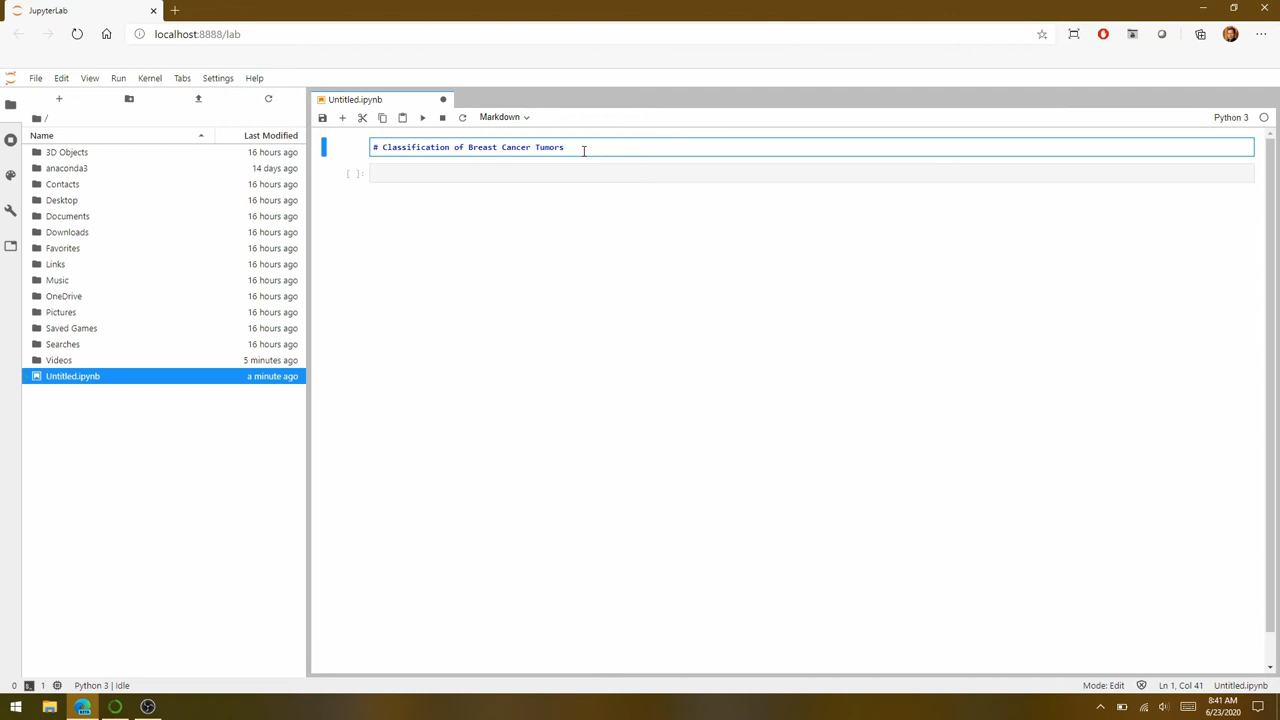 JupyterLab
localhost:8888/lab
File Edit View Run Kernel Tabs Settings Help
Untitled.ipynb
Markdown
Python 3
/
Name Last Modified
3D Objects 16 hours ago
anaconda3 14 days ago
Contacts 16 hours ago
Desktop 16 hours ago
Documents 16 hours ago
Downloads 16 hours ago
Favorites 16 hours ago
Links 16 hours ago
Music 16 hours ago
OneDrive 16 hours ago
Pictures 16 hours ago
Saved Games 16 hours ago
Searches 16 hours ago
Videos 5 minutes ago
Untitled.ipynb a minute ago
# Classification of Breast Cancer Tumors
[ ]:
0 1 Python 3 | Idle
Mode: Edit Ln 1, Col 41 Untitled.ipynb
BETA
8:41 AM
6/23/2020